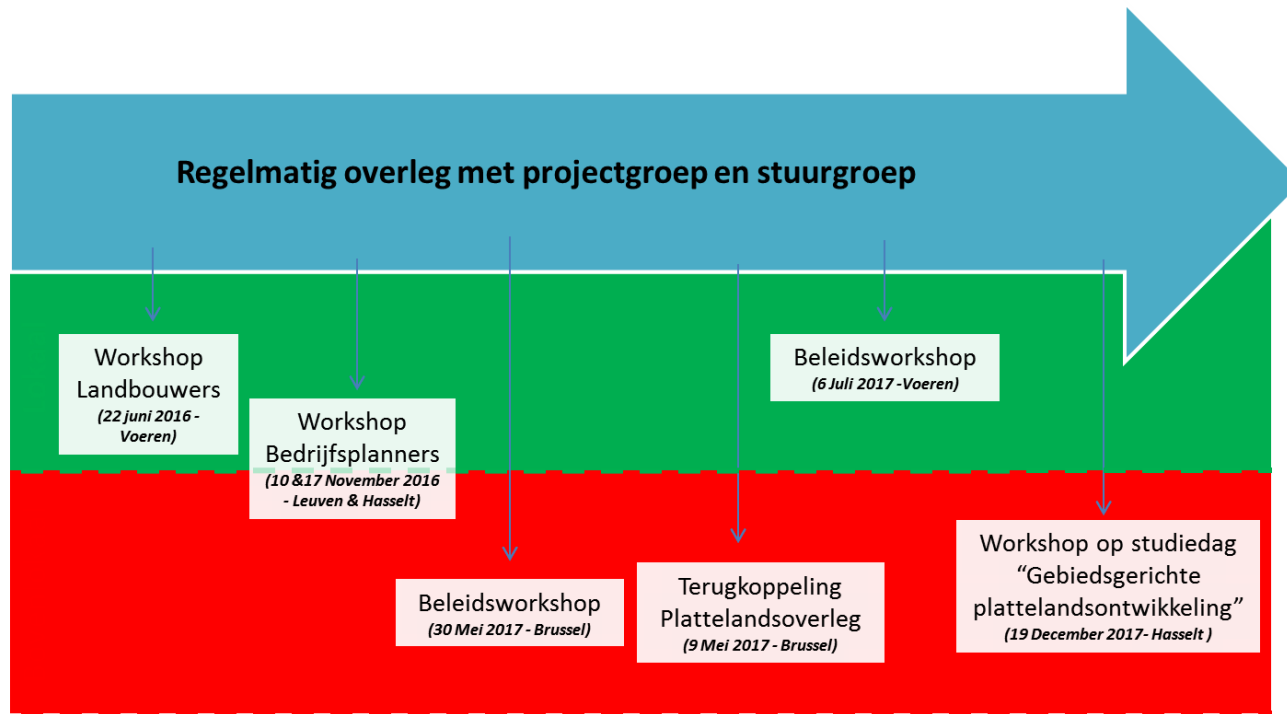 Regelmatig overleg met projectgroep en stuurgroep
Workshop
Landbouwers
(22 juni 2016 -
Voeren)
Workshop
Bedrijfsplanners
(10 &17 November 2016
- Leuven & Hasselt)
Beleidsworkshop
(30 Mei 2017 - Brussel)
Terugkoppeling
Plattelandsoverleg
(9 Mei 2017 - Brussel)
Beleidsworkshop
(6 Juli 2017 -Voeren)
Workshop op studiedag
“Gebiedsgerichte
plattelandsontwikkeling”
(19 December 2017- Hasselt )